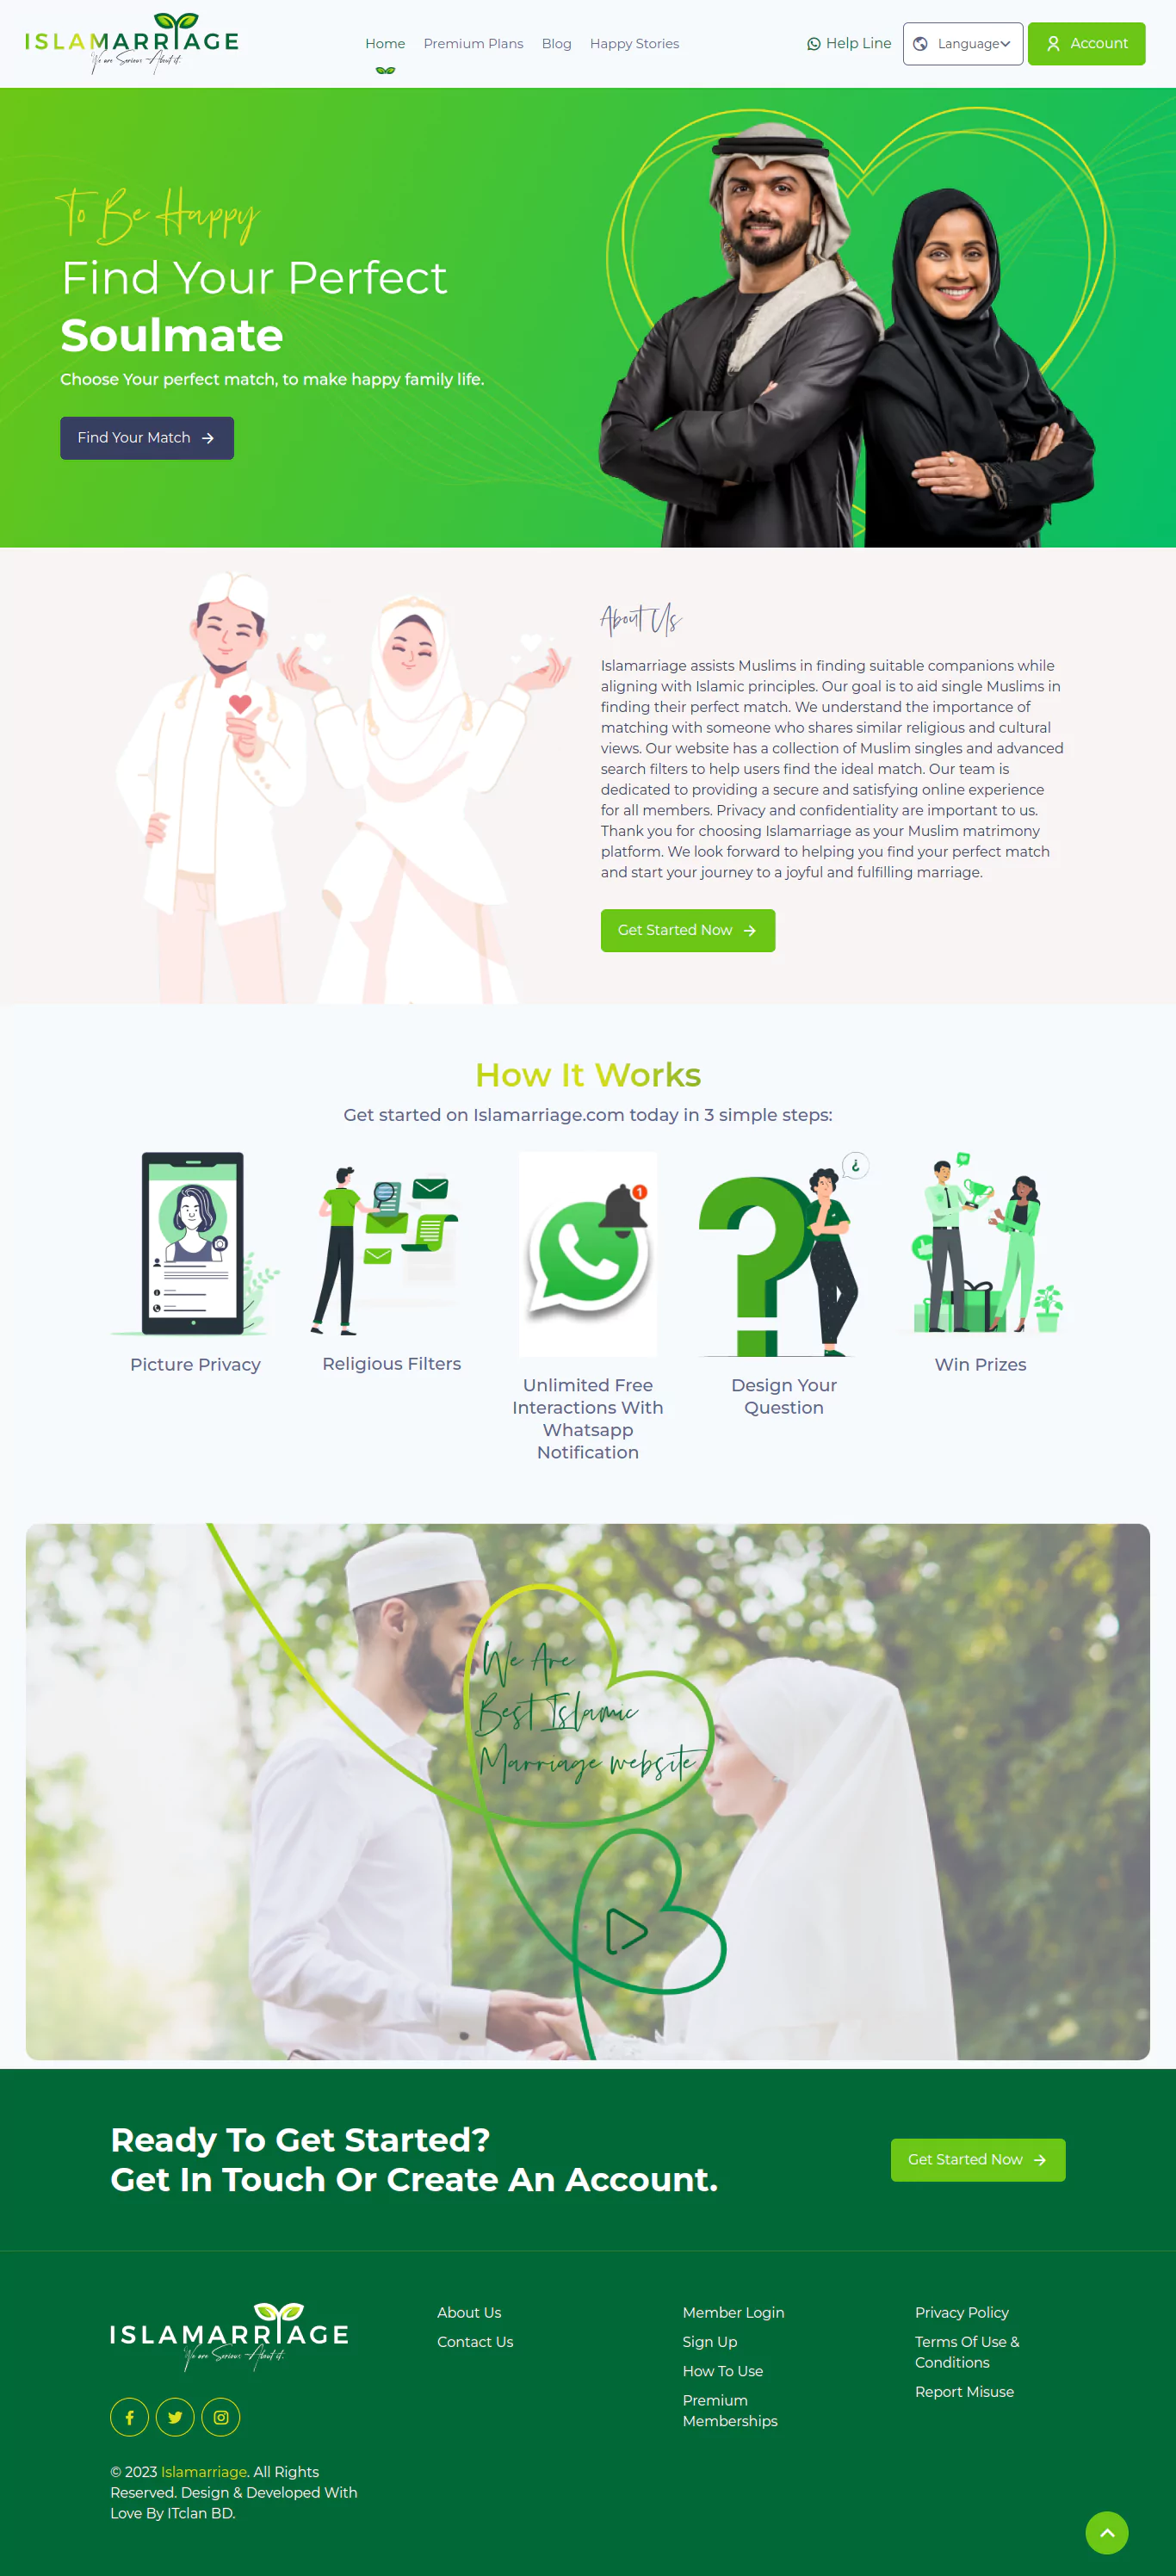 ISLAMARRIAGE
We are Serious About it.
Home
Premium Plans
Blog
Happy Stories
Help Line
Language
Account
To Be Happy
Find Your Perfect
Soulmate
Choose Your perfect match, to make happy family life.
Find Your Match
About Us
Islamarriage assists Muslims in finding suitable companions while
aligning with Islamic principles. Our goal is to aid single Muslims in
finding their perfect match. We understand the importance of
matching with someone who shares similar religious and cultural
views. Our website has a collection of Muslim singles and advanced
search filters to help users find the ideal match. Our team is
dedicated to providing a secure and satisfying online experience
for all members. Privacy and confidentiality are important to us.
Thank you for choosing Islamarriage as your Muslim matrimony
platform. We look forward to helping you find your perfect match
and start your journey to a joyful and fulfilling marriage.
Get Started Now
How It Works
Get started on Islamarriage.com today in 3 simple steps:
1
¿
?
Picture Privacy
Religious Filters
Unlimited Free
Interactions With
Whatsapp
Notification
Design Your
Question
Win Prizes
We Are
Best Islamic
Marriage website
Ready To Get Started?
Get In Touch Or Create An Account.
Get Started Now
ISLAMARRIAGE
We are Serious About it.
© 2023 Islamarriage. All Rights
Reserved. Design & Developed With
Love By ITclan BD.
About Us
Contact Us
Member Login
Sign Up
How To Use
Premium
Memberships
Privacy Policy
Terms Of Use &
Conditions
Report Misuse